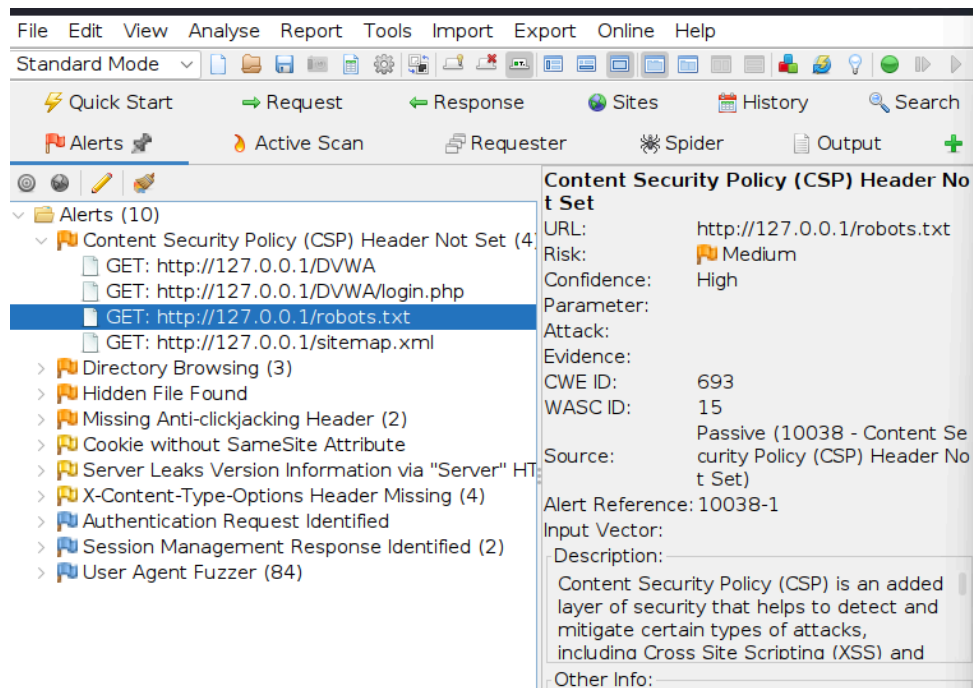 File Edit View Analyse Report Tools Import Export Online Help
Standard Mode
Quick Start Request Response Sites History Search
Alerts Active Scan Requester Spider Output
Alerts (10)
Content Security Policy (CSP) Header Not Set (4
GET: http://127.0.0.1/DVWA
GET: http://127.0.0.1/DVWA/login.php
GET: http://127.0.0.1/robots.txt
GET: http://127.0.0.1/sitemap.xml
Directory Browsing (3)
Hidden File Found
Missing Anti-clickjacking Header (2)
Cookie without SameSite Attribute
Server Leaks Version Information via "Server" HT
X-Content-Type-Options Header Missing (4)
Authentication Request Identified
Session Management Response Identified (2)
User Agent Fuzzer (84)
Content Security Policy (CSP) Header No
t Set
URL: http://127.0.0.1/robots.txt
Risk: Medium
Confidence: High
Parameter:
Attack:
Evidence:
CWE ID: 693
WASC ID: 15
Passive (10038 - Content Se
Source: curity Policy (CSP) Header No
t Set)
Alert Reference: 10038-1
Input Vector:
Description:
Content Security Policy (CSP) is an added
layer of security that helps to detect and
mitigate certain types of attacks,
including Cross Site Scripting (XSS) and
Other Info: